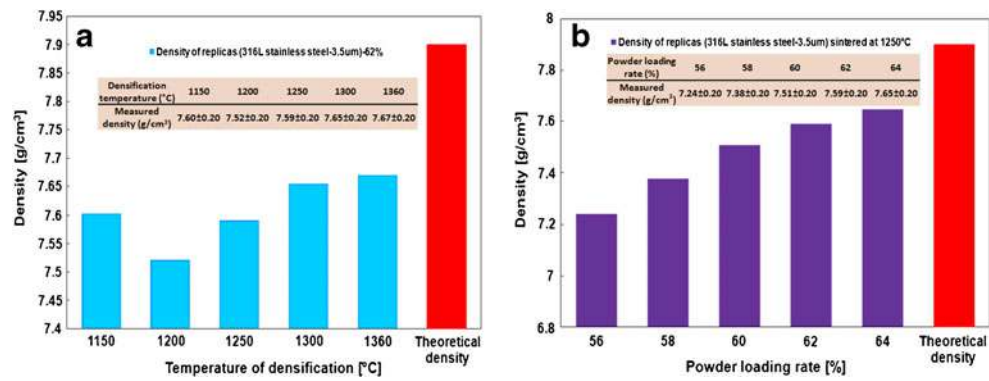 a
Density of replicas (316L stainless steel-3.5um)-62%
Densification temperature (°C) 1150 1200 1250 1300 1360
Measured density (g/cm³) 7.60±0.20 7.52±0.20 7.59±0.20 7.65±0.20 7.67±0.20
Density [g/cm³]
7.95
7.9
7.85
7.8
7.75
7.7
7.65
7.6
7.55
7.5
7.45
7.4
1150 1200 1250 1300 1360 Theoretical density
Temperature of densification [°C]
b
Density of replicas (316L stainless steel-3.5um) sintered at 1250°C
Powder loading rate (%) 56 58 60 62 64
Measured density (g/cm³) 7.24±0.20 7.38±0.20 7.51±0.20 7.59±0.20 7.65±0.20
Density [g/cm³]
8
7.8
7.6
7.4
7.2
7
6.8
56 58 60 62 64 Theoretical density
Powder loading rate [%]